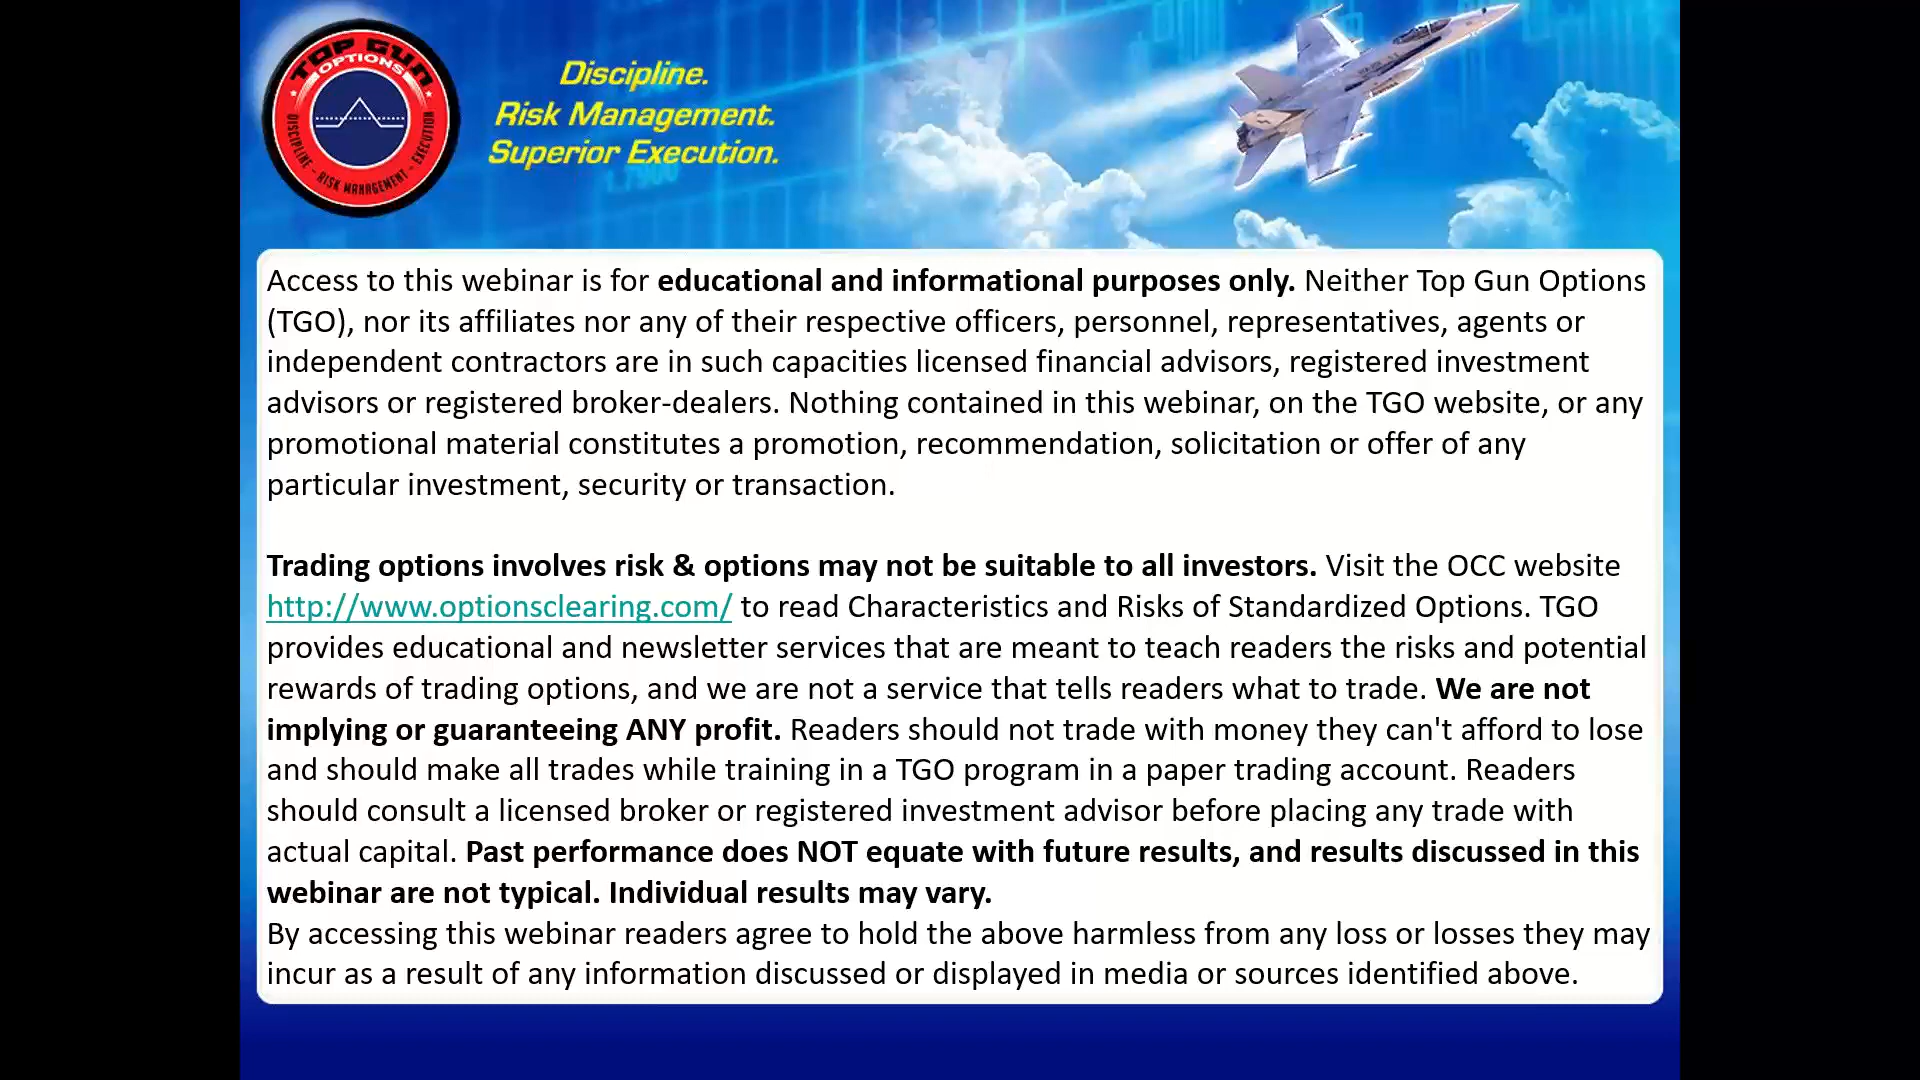 TOP GUN
OPTIONS
DISCIPLINE - RISK MANAGEMENT - EXECUTION
Discipline.
Risk Management.
Superior Execution.
Access to this webinar is for educational and informational purposes only. Neither Top Gun Options
(TGO), nor its affiliates nor any of their respective officers, personnel, representatives, agents or
independent contractors are in such capacities licensed financial advisors, registered investment
advisors or registered broker-dealers. Nothing contained in this webinar, on the TGO website, or any
promotional material constitutes a promotion, recommendation, solicitation or offer of any
particular investment, security or transaction.
Trading options involves risk & options may not be suitable to all investors. Visit the OCC website
http://www.optionsclearing.com/ to read Characteristics and Risks of Standardized Options. TGO
provides educational and newsletter services that are meant to teach readers the risks and potential
rewards of trading options, and we are not a service that tells readers what to trade. We are not
implying or guaranteeing ANY profit. Readers should not trade with money they can't afford to lose
and should make all trades while training in a TGO program in a paper trading account. Readers
should consult a licensed broker or registered investment advisor before placing any trade with
actual capital. Past performance does NOT equate with future results, and results discussed in this
webinar are not typical. Individual results may vary.
By accessing this webinar readers agree to hold the above harmless from any loss or losses they may
incur as a result of any information discussed or displayed in media or sources identified above.